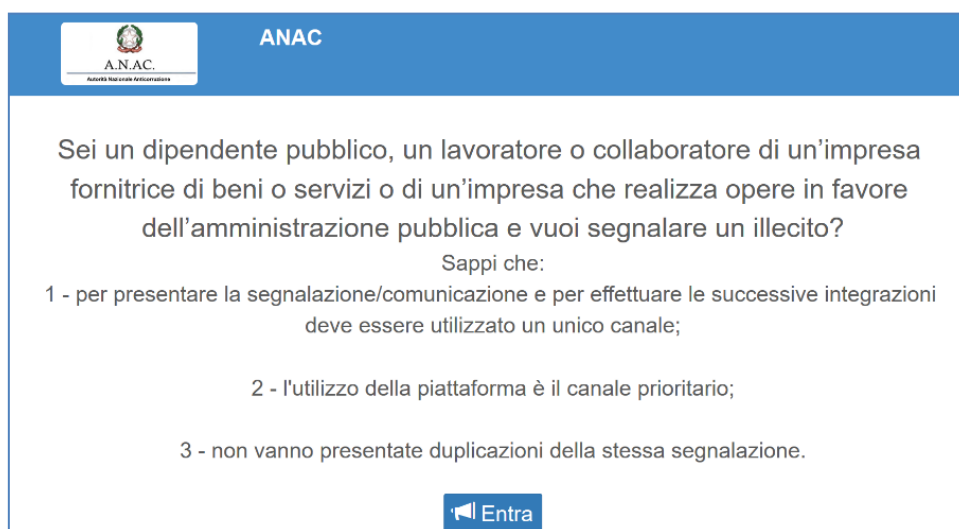 A.N.AC.
Autorità Nazionale Anticorruzione
ANAC
Sei un dipendente pubblico, un lavoratore o collaboratore di un’impresa
fornitrice di beni o servizi o di un’impresa che realizza opere in favore
dell’amministrazione pubblica e vuoi segnalare un illecito?
Sappi che:
1 - per presentare la segnalazione/comunicazione e per effettuare le successive integrazioni
deve essere utilizzato un unico canale;
2 - l'utilizzo della piattaforma è il canale prioritario;
3 - non vanno presentate duplicazioni della stessa segnalazione.
Entra